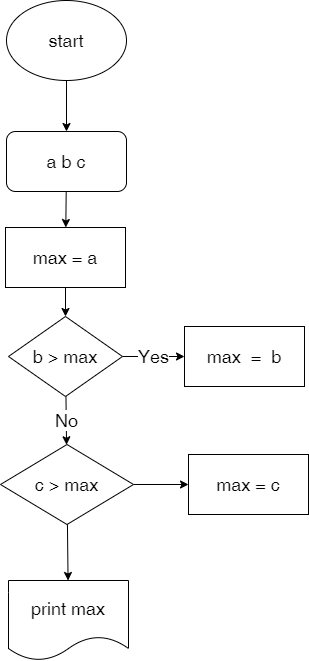 start
a b c
max = a
b > max
Yes
max = b
No
c > max
max = c
print max